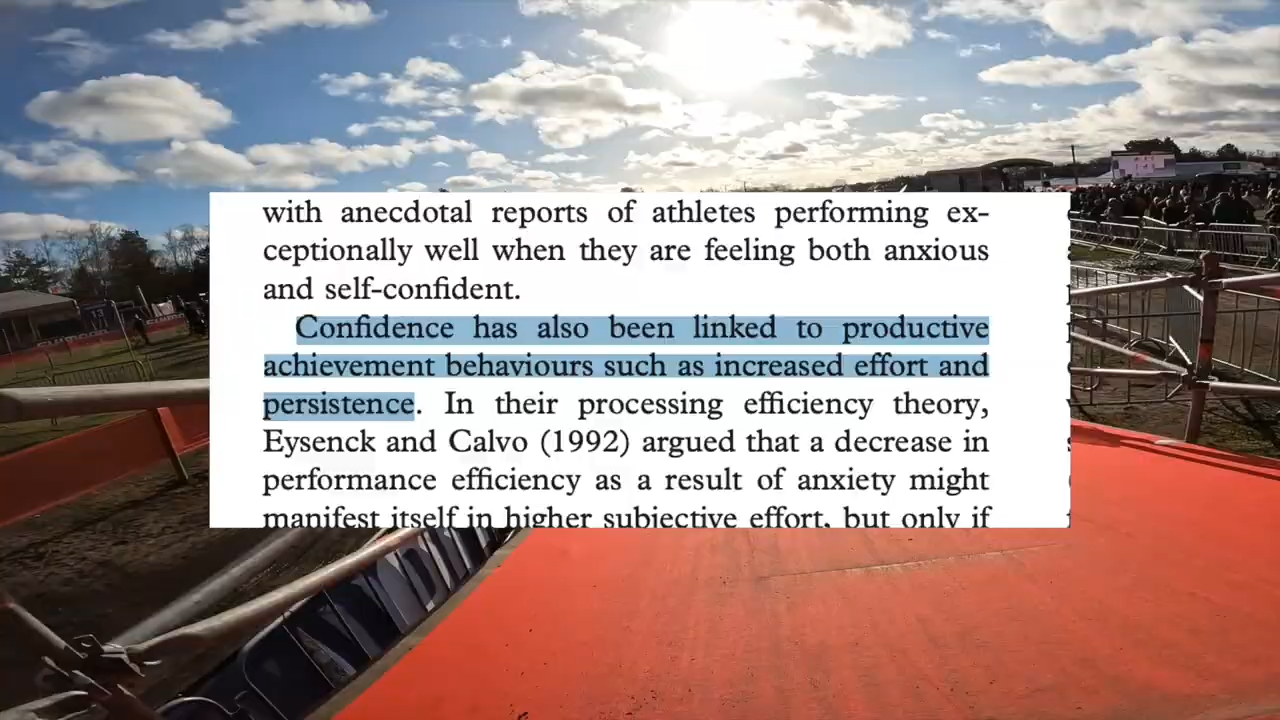 with anecdotal reports of athletes performing ex-
ceptionally well when they are feeling both anxious
and self-confident.
Confidence has also been linked to productive
achievement behaviours such as increased effort and
persistence. In their processing efficiency theory,
Eysenck and Calvo (1992) argued that a decrease in
performance efficiency as a result of anxiety might
manifest itself in higher subjective effort, but only if